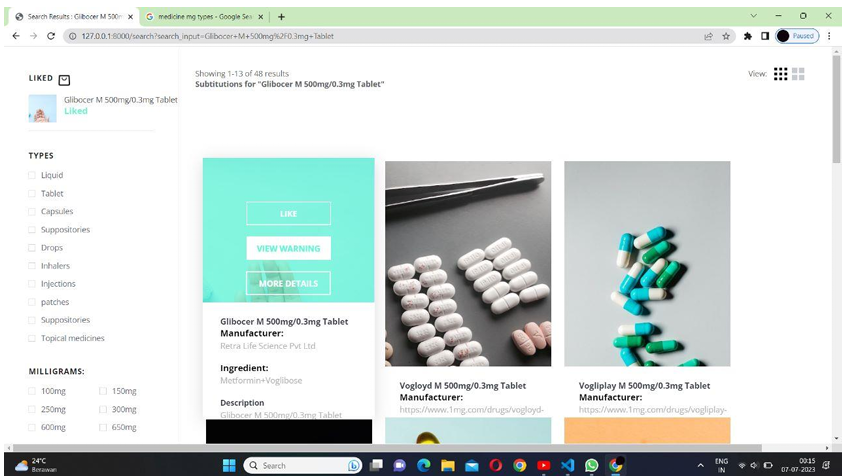 Search Results : Glibocer M 500m
medicine mg types - Google Sea
127.0.0.1:8000/search?search_input=Glibocer+M+500mg%2F0.3mg+Tablet
Paused
LIKED
Glibocer M 500mg/0.3mg Tablet
Liked
TYPES
Liquid
Tablet
Capsules
Suppositories
Drops
Inhalers
Injections
patches
Suppositories
Topical medicines
MILLIGRAMS:
100mg 150mg
250mg 300mg
600mg 650mg
Showing 1-13 of 48 results
Substitutions for "Glibocer M 500mg/0.3mg Tablet"
View:
LIKE
VIEW WARNING
MORE DETAILS
Glibocer M 500mg/0.3mg Tablet
Manufacturer:
Retra Life Science Pvt Ltd
Ingredient:
Metformin+Voglibose
Description
Glibocer M 500mg/0.3mg Tablet
Vogloyd M 500mg/0.3mg Tablet
Manufacturer:
https://www.1mg.com/drugs/vogloyd-
Vogliplay M 500mg/0.3mg Tablet
Manufacturer:
https://www.1mg.com/drugs/vogliplay-
24°C
Berawan
Search
ENG
IN
00:15
07-07-2023